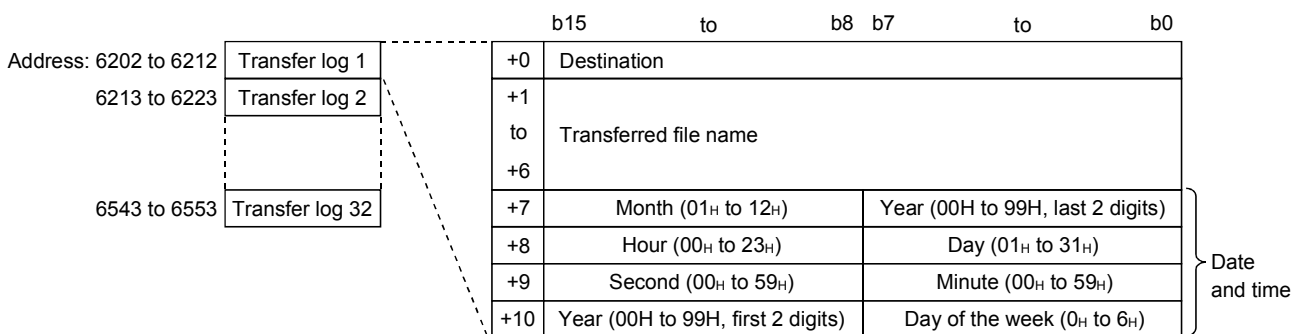 b15 to b8 b7 to b0
Address: 6202 to 6212 Transfer log 1 +0 Destination
6213 to 6223 Transfer log 2 +1
to Transferred file name
+6
6543 to 6553 Transfer log 32 +7 Month (01H to 12H) Year (00H to 99H, last 2 digits)
+8 Hour (00H to 23H) Day (01H to 31H)
+9 Second (00H to 59H) Minute (00H to 59H)
+10 Year (00H to 99H, first 2 digits) Day of the week (0H to 6H)
Date
and time